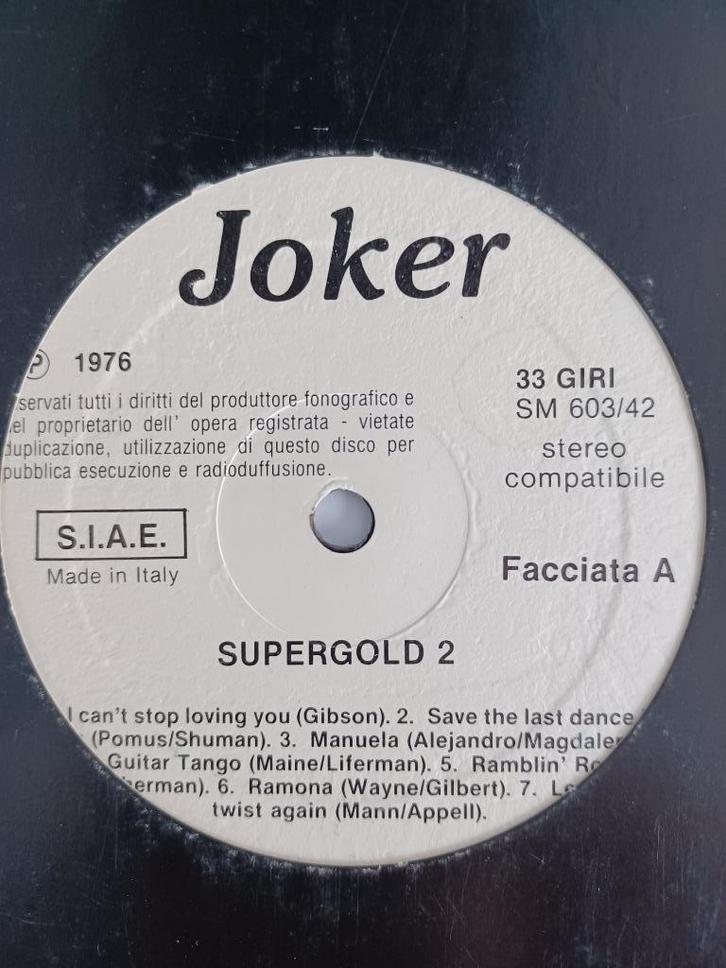 Joker
Ⓟ 1976
servati tutti i diritti del produttore fonografico e
el proprietario dell' opera registrata - vietate
duplicazione, utilizzazione di questo disco per
pubblica esecuzione e radioduffusione.
33 GIRI
SM 603/42
stereo
compatibile
S.I.A.E.
Made in Italy
Facciata A
SUPERGOLD 2
I can't stop loving you (Gibson). 2. Save the last dance
(Pomus/Shuman). 3. Manuela (Alejandro/Magdale
Guitar Tango (Maine/Liferman). 5. Ramblin' R
erman). 6. Ramona (Wayne/Gilbert). 7. L
twist again (Mann/Appell).